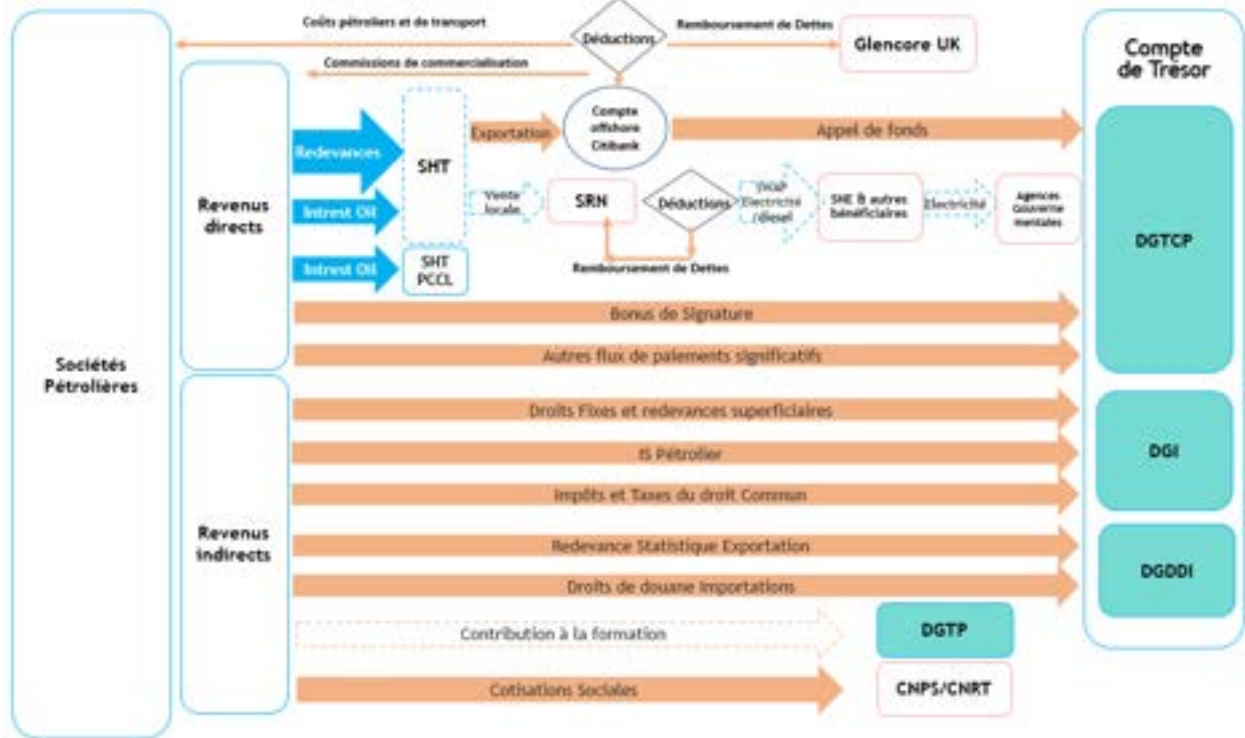 Coûts pétroliers et de transport
Déductions
Remboursement de Dettes
Glencore UK
Commissions de commercialisation
Compte
de Trésor
Redevances
SHT
Exportation
Compte
offshore
Citibank
Appel de fonds
Revenus
directs
Intrest Oil
Vente
locale
SRN
Déductions
Electricité
/diesel
SNE & autres
bénéficiaires
Electricité
Agences
Gouverne
mentales
DGTCP
Intrest Oil
SHT
PCCL
Remboursement de Dettes
Bonus de Signature
Autres flux de paiements significatifs
Sociétés
Pétrolières
Droits Fixes et redevances superficiaires
IS Pétrolier
DGI
Impôts et Taxes du droit Commun
Revenus
indirects
Redevance Statistique Exportation
DGDDI
Droits de douane Importations
Contribution à la formation
DGTP
Cotisations Sociales
CNPS/CNRT